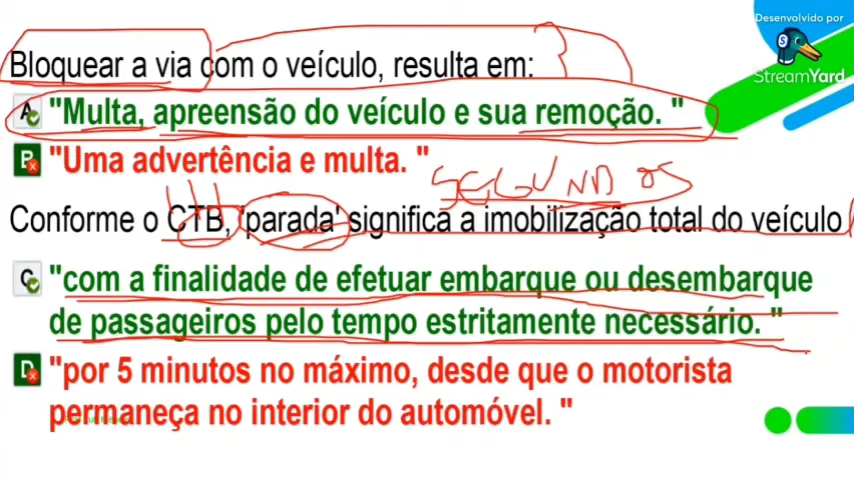 Desenvolvido por
StreamYard
Bloquear a via com o veículo, resulta em:
A "Multa, apreensão do veículo e sua remoção. "
B "Uma advertência e multa. "
SEGUNDOS
Conforme o CTB, 'parada' significa a imobilização total do veículo
C "com a finalidade de efetuar embarque ou desembarque
de passageiros pelo tempo estritamente necessário. "
D "por 5 minutos no máximo, desde que o motorista
permaneça no interior do automóvel. "